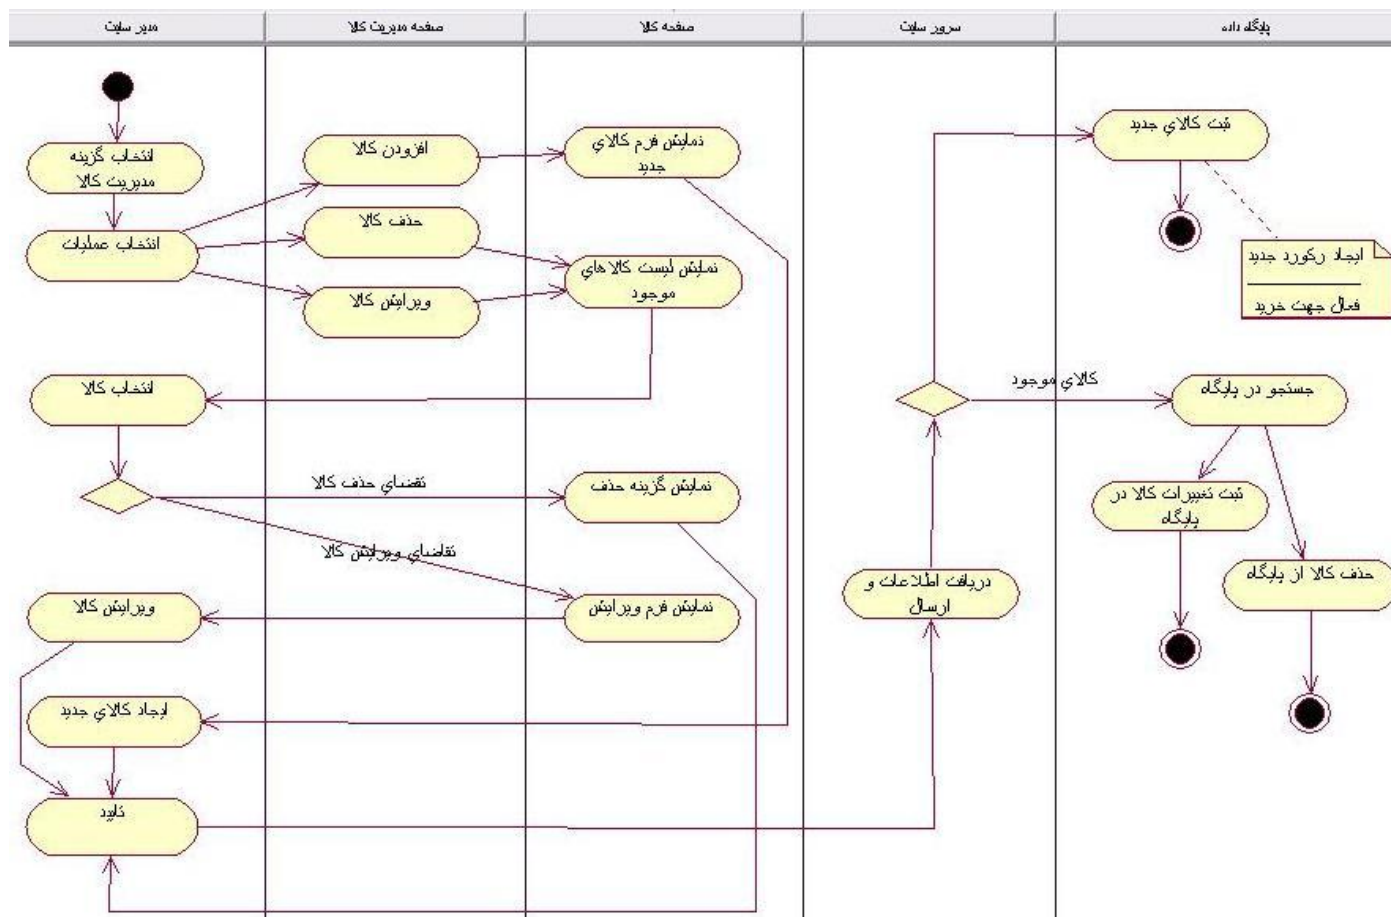 مدیر سایت
صفحه مدیریت کالا
صفحه کالا
سرور سایت
پایگاه داده
انتخاب گزینه
مدیریت کالا
انتخاب عملیات
افزودن کالا
حذف کالا
ویرایش کالا
نمایش فرم کالای
جدید
نمایش لیست کالاهای
موجود
ثبت کالای جدید
ایجاد رکورد جدید
فعال جهت خرید
انتخاب کالا
کالای موجود
جستجو در پایگاه
تقضای حذف کالا
نمایش گزینه حذف
تقاضای ویرایش کالا
ثبت تغییرات کالا در
پایگاه
حذف کالا از پایگاه
دریافت اطلاعات و
ارسال
ویرایش کالا
نمایش فرم ویرایش
ایجاد کالای جدید
تایید